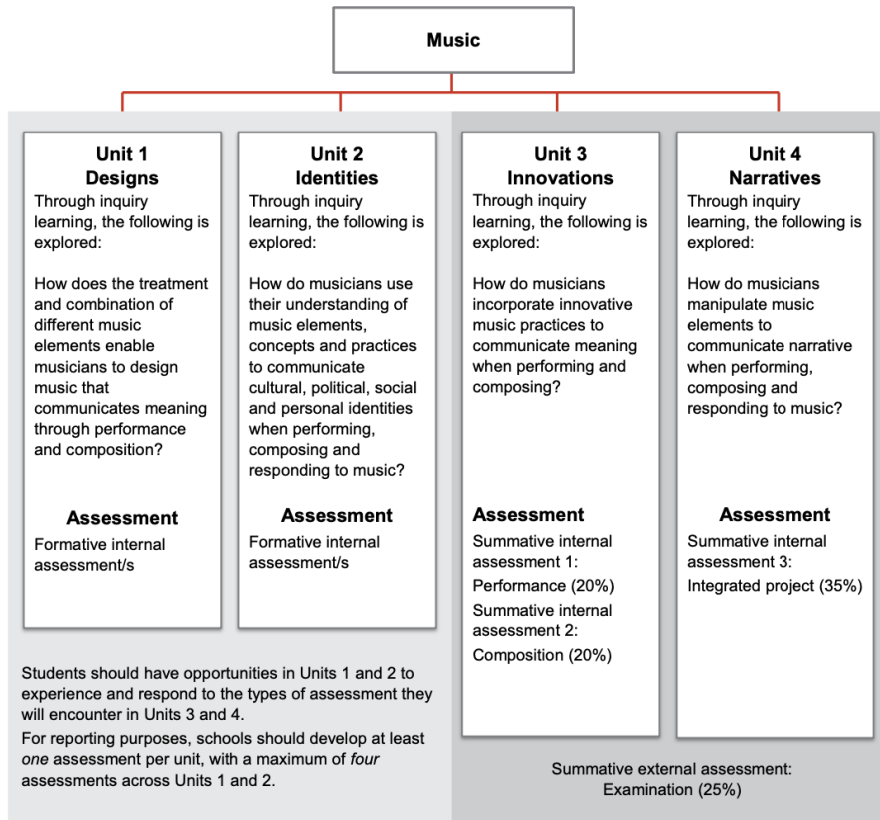 Music
Unit 1
Designs
Through inquiry
learning, the following is
explored:
How does the treatment
and combination of
different music
elements enable
musicians to design
music that
communicates meaning
through performance
and composition?
Assessment
Formative internal
assessment/s
Unit 2
Identities
Through inquiry
learning, the following is
explored:
How do musicians use
their understanding of
music elements,
concepts and practices
to communicate
cultural, political, social
and personal identities
when performing,
composing and
responding to music?
Assessment
Formative internal
assessment/s
Students should have opportunities in Units 1 and 2 to
experience and respond to the types of assessment they
will encounter in Units 3 and 4.
For reporting purposes, schools should develop at least
one assessment per unit, with a maximum of four
assessments across Units 1 and 2.
Unit 3
Innovations
Through inquiry
learning, the following is
explored:
How do musicians
incorporate innovative
music practices to
communicate meaning
when performing and
composing?
Assessment
Summative internal
assessment 1:
Performance (20%)
Summative internal
assessment 2:
Composition (20%)
Unit 4
Narratives
Through inquiry
learning, the following is
explored:
How do musicians
manipulate music
elements to
communicate narrative
when performing,
composing and
responding to music?
Assessment
Summative internal
assessment 3:
Integrated project (35%)
Summative external assessment:
Examination (25%)